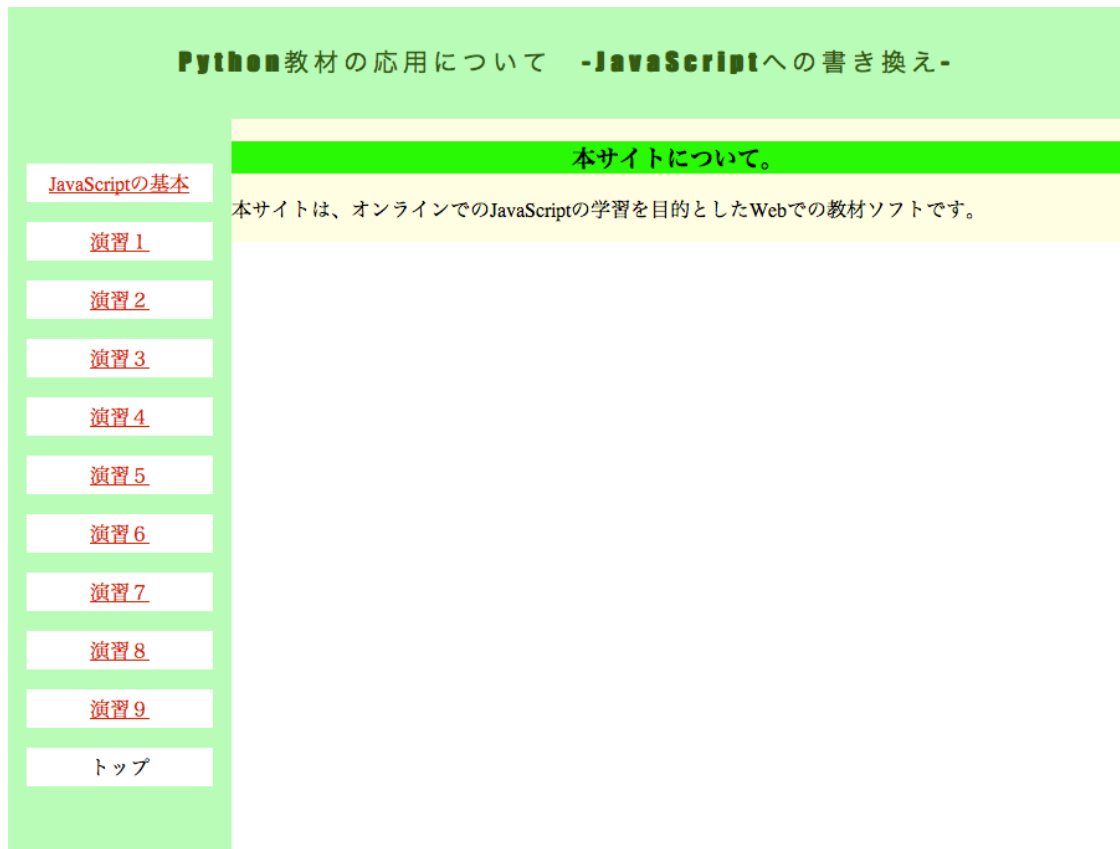 Python教材の応用について　-JavaScriptへの書き換え-
JavaScriptの基本
演習１
演習２
演習３
演習４
演習５
演習６
演習７
演習８
演習９
トップ
本サイトについて。
本サイトは、オンラインでのJavaScriptの学習を目的としたWebでの教材ソフトです。